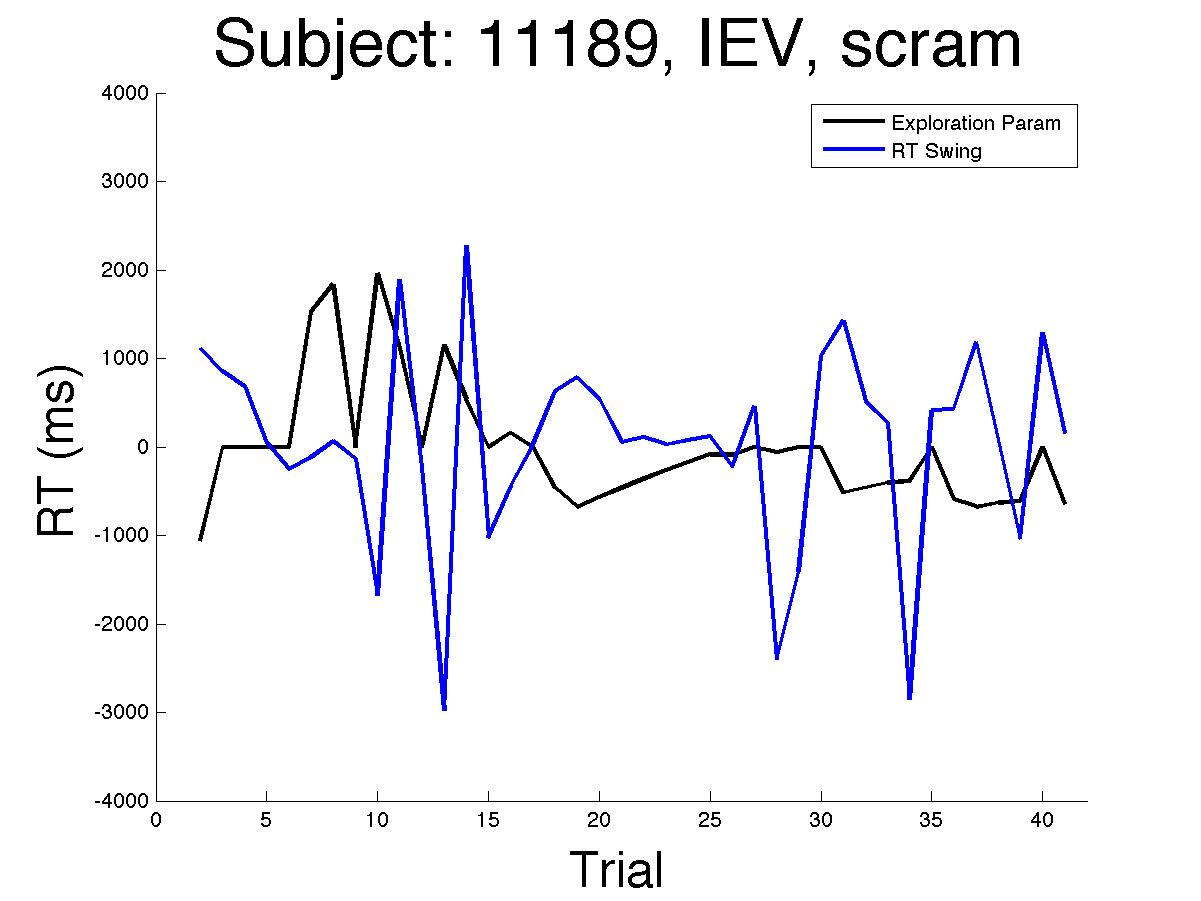 Subject: 11189, IEV, scram
Exploration Param
RT Swing
4000
3000
2000
1000
0
-1000
-2000
-3000
-4000
RT (ms)
0 5 10 15 20 25 30 35 40
Trial